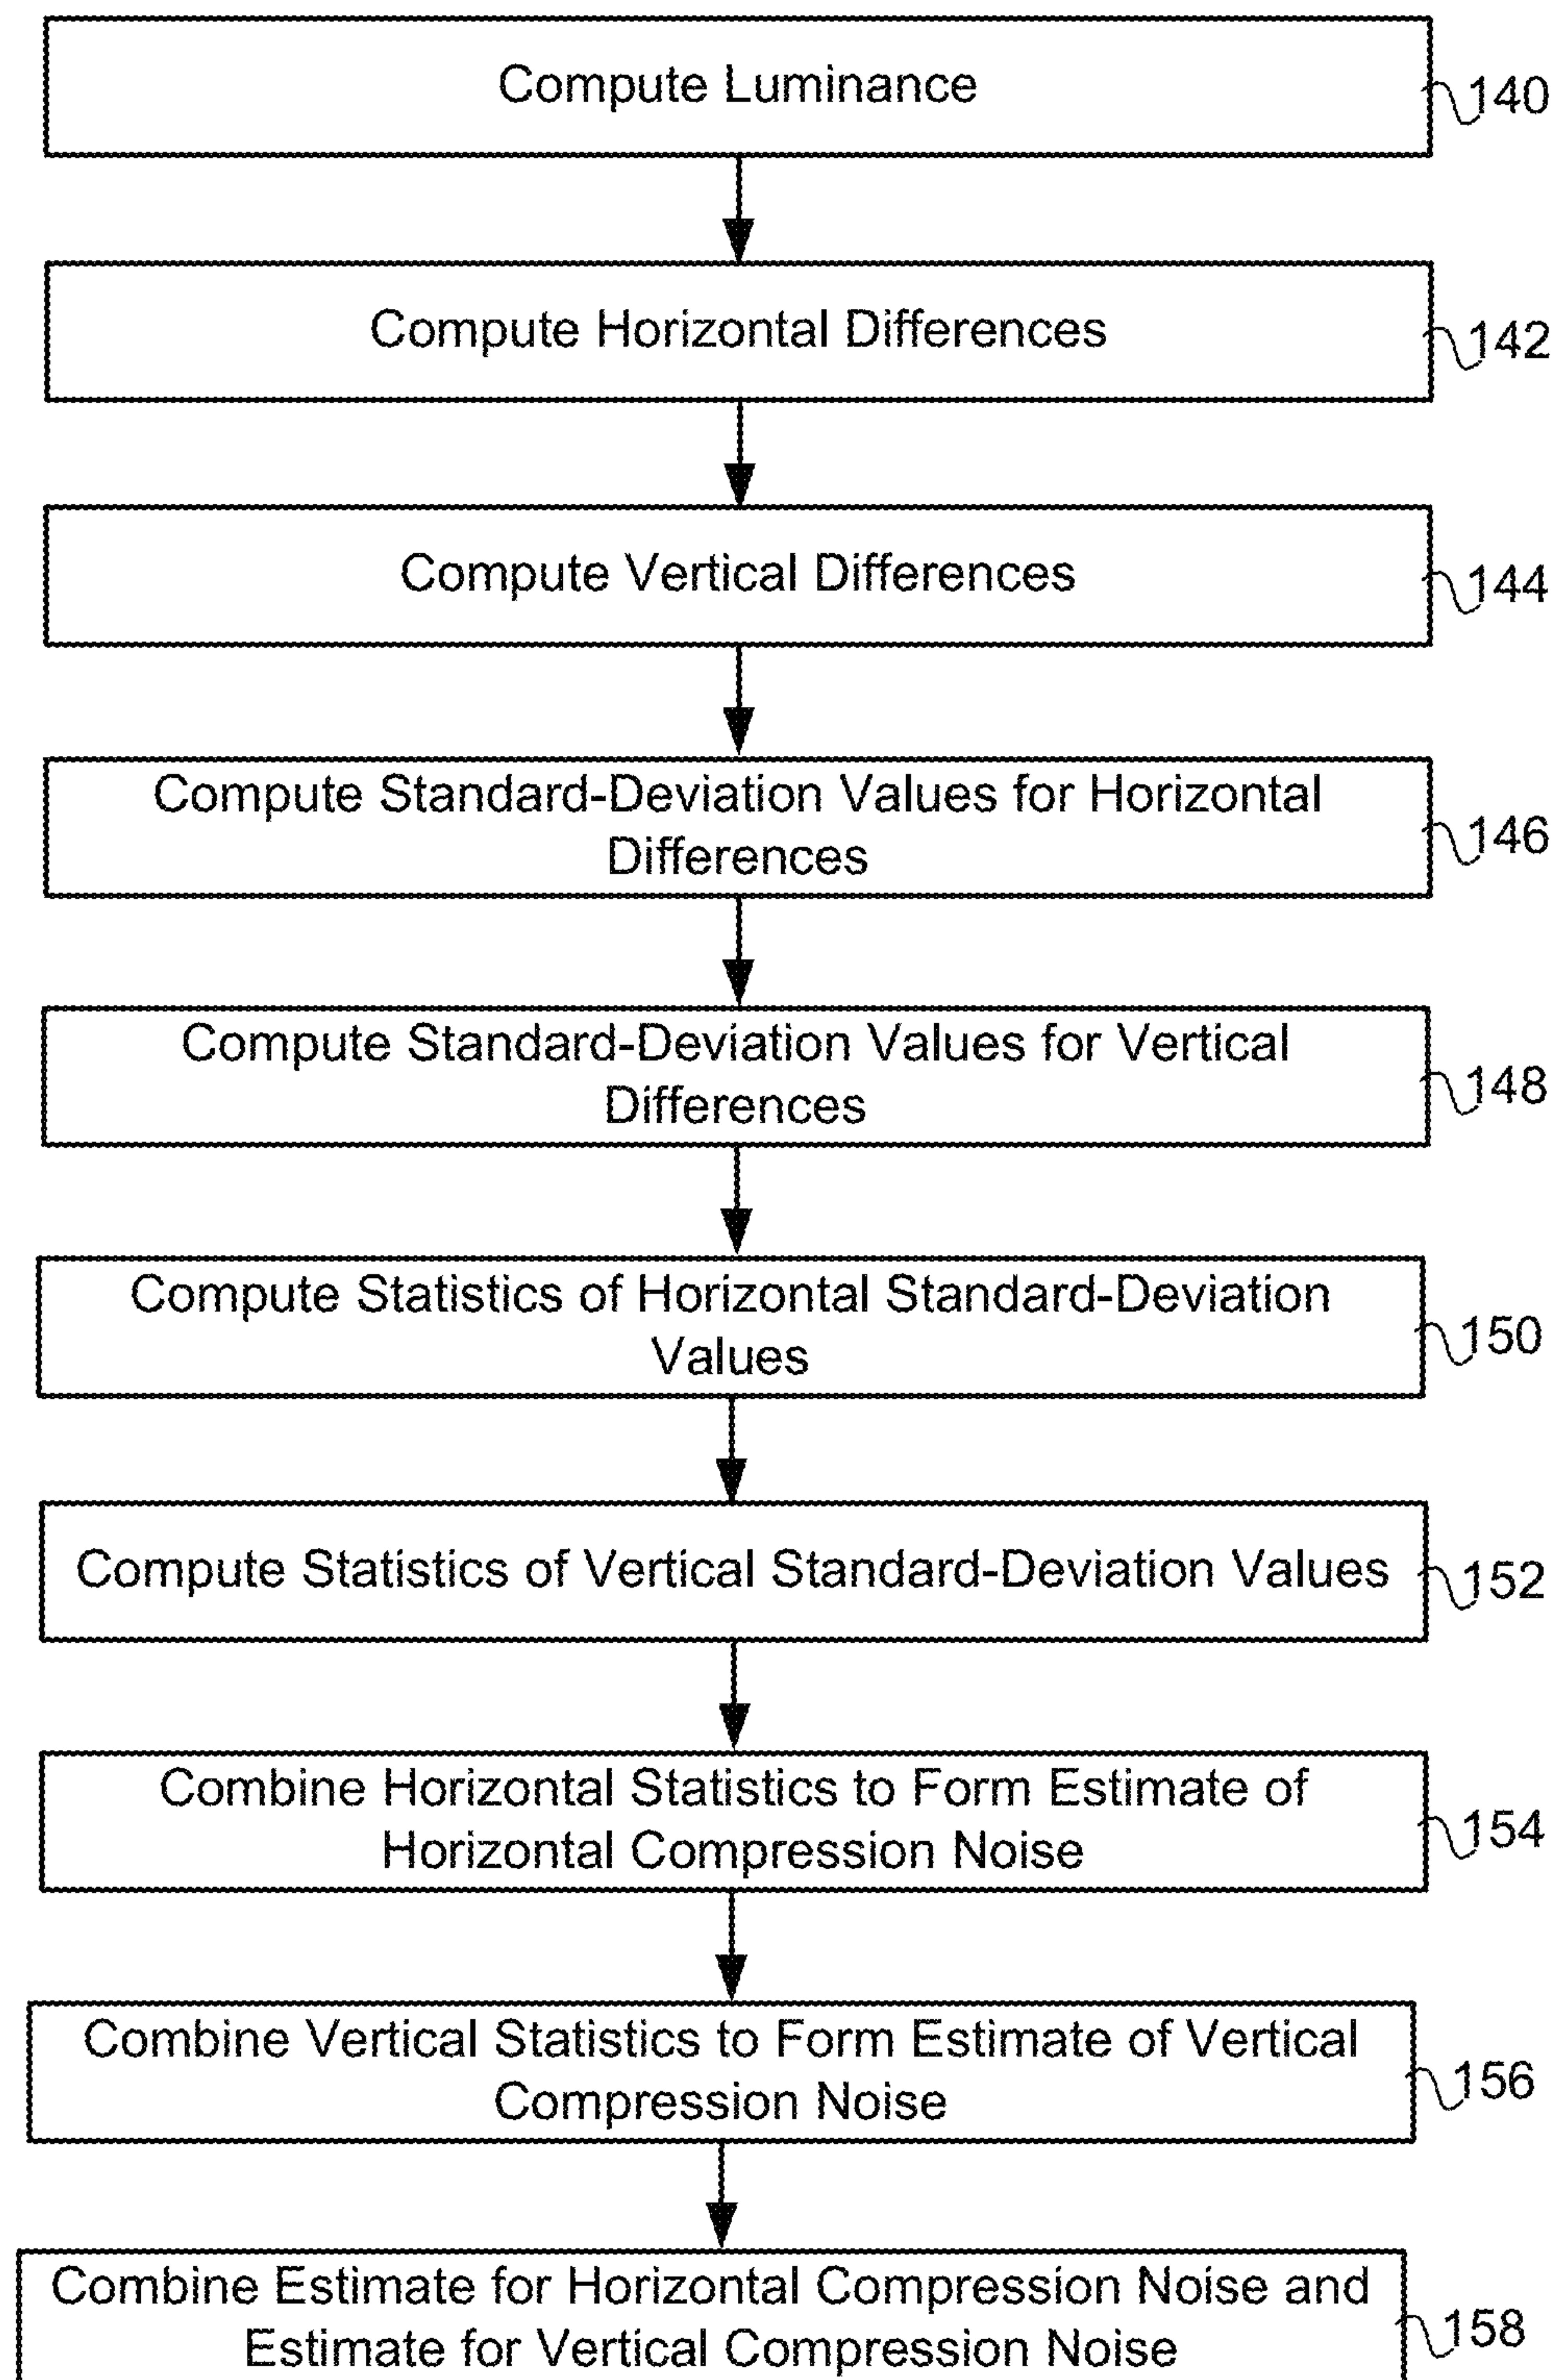 Compute Luminance
140
Compute Horizontal Differences
142
Compute Vertical Differences
144
Compute Standard-Deviation Values for Horizontal
Differences
146
Compute Standard-Deviation Values for Vertical
Differences
148
Compute Statistics of Horizontal Standard-Deviation
Values
150
Compute Statistics of Vertical Standard-Deviation Values
152
Combine Horizontal Statistics to Form Estimate of
Horizontal Compression Noise
154
Combine Vertical Statistics to Form Estimate of Vertical
Compression Noise
156
Combine Estimate for Horizontal Compression Noise and
Estimate for Vertical Compression Noise
158